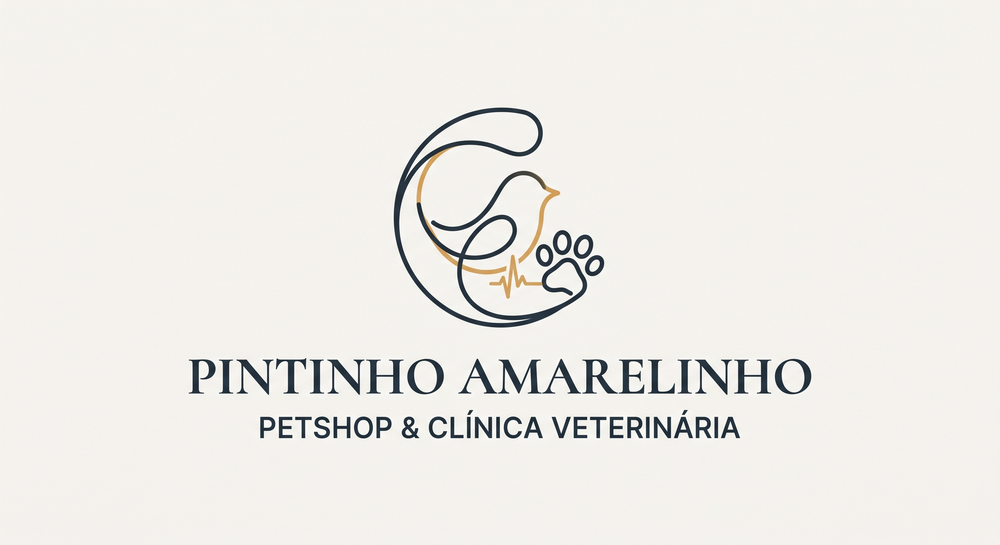 PINTINHO AMARELINHO
PETSHOP & CLÍNICA VETERINÁRIA